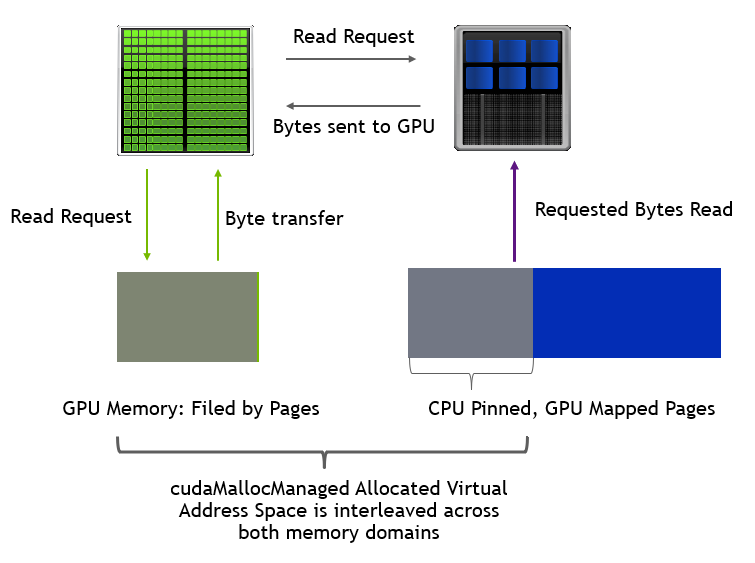 Read Request
Bytes sent to GPU
Read Request
Byte transfer
Requested Bytes Read
GPU Memory: Filed by Pages
CPU Pinned, GPU Mapped Pages
cudaMallocManaged Allocated Virtual
Address Space is interleaved across
both memory domains